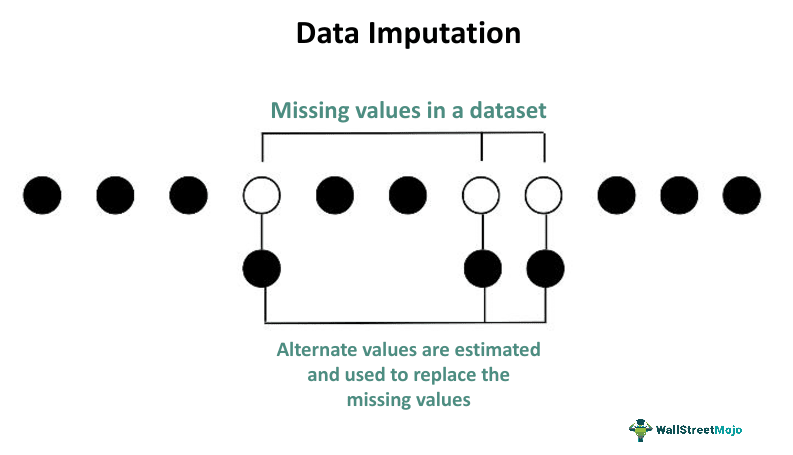 Data Imputation
Missing values in a dataset
Alternate values are estimated
and used to replace the
missing values
WallStreetMojo